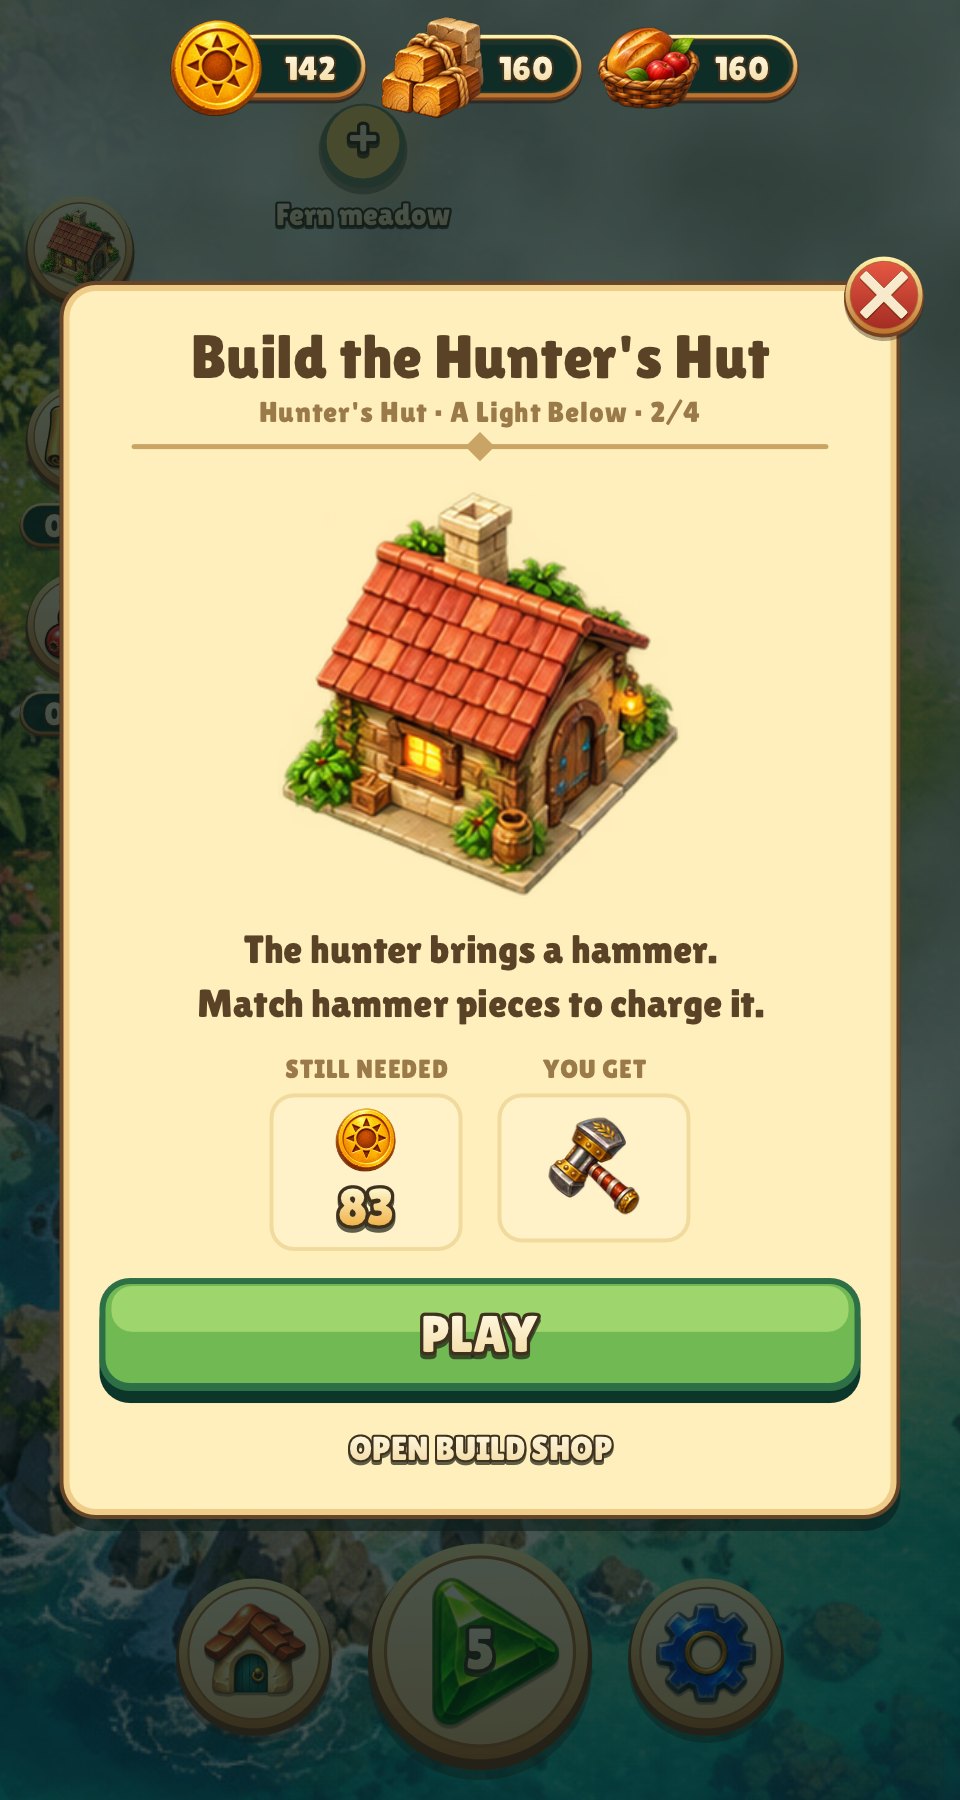 142
160
160
Fern meadow
Build the Hunter's Hut
Hunter's Hut · A Light Below · 2/4
The hunter brings a hammer.
Match hammer pieces to charge it.
STILL NEEDED
YOU GET
83
PLAY
OPEN BUILD SHOP
5